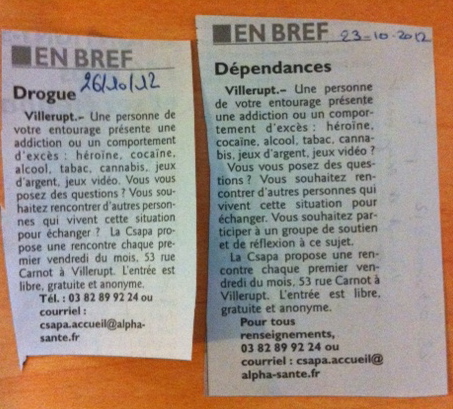 EN BREF
26/10/12
Drogue
Villerupt.– Une personne de
votre entourage présente une
addiction ou un comportement
d'excès : héroïne, cocaïne,
alcool, tabac, cannabis, jeux
d'argent, jeux vidéo. Vous vous
posez des questions ? Vous sou-
haitez rencontrer d'autres person-
nes qui vivent cette situation
pour échanger ? La Csapa pro-
pose une rencontre chaque pre-
mier vendredi du mois, 53 rue
Carnot à Villerupt. L'entrée est
libre, gratuite et anonyme.
Tél. : 03 82 89 92 24 ou
courriel :
csapa.accueil@alpha-
sante.fr
EN BREF
23-10-2012
Dépendances
Villerupt.– Une personne
de votre entourage présente
une addiction ou un compor-
tement d'excès : héroïne,
cocaïne, alcool, tabac, canna-
bis, jeux d'argent, jeux vidéo ?
Vous vous posez des ques-
tions ? Vous souhaitez ren-
contrer d'autres personnes qui
vivent cette situation pour
échanger. Vous souhaitez par-
ticiper à un groupe de soutien
et de réflexion à ce sujet.
La Csapa propose une ren-
contre chaque premier ven-
dredi du mois, 53 rue Carnot à
Villerupt. L'entrée est libre,
gratuite et anonyme.
Pour tous
renseignements,
03 82 89 92 24 ou
courriel : csapa.accueil@
alpha-sante.fr